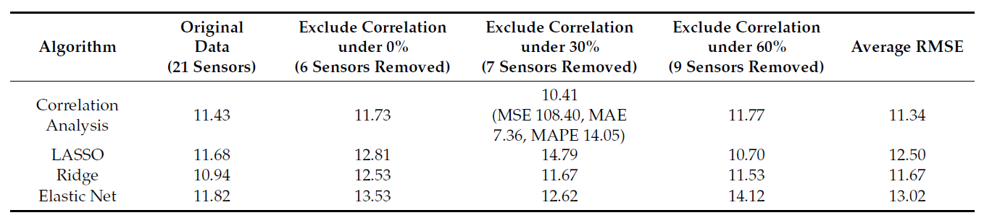 Algorithm Original Data (21 Sensors) Exclude Correlation under 0% (6 Sensors Removed) Exclude Correlation under 30% (7 Sensors Removed) Exclude Correlation under 60% (9 Sensors Removed) Average RMSE
Correlation Analysis 11.43 11.73 10.41 (MSE 108.40, MAE 7.36, MAPE 14.05) 11.77 11.34
LASSO 11.68 12.81 14.79 10.70 12.50
Ridge 10.94 12.53 11.67 11.53 11.67
Elastic Net 11.82 13.53 12.62 14.12 13.02